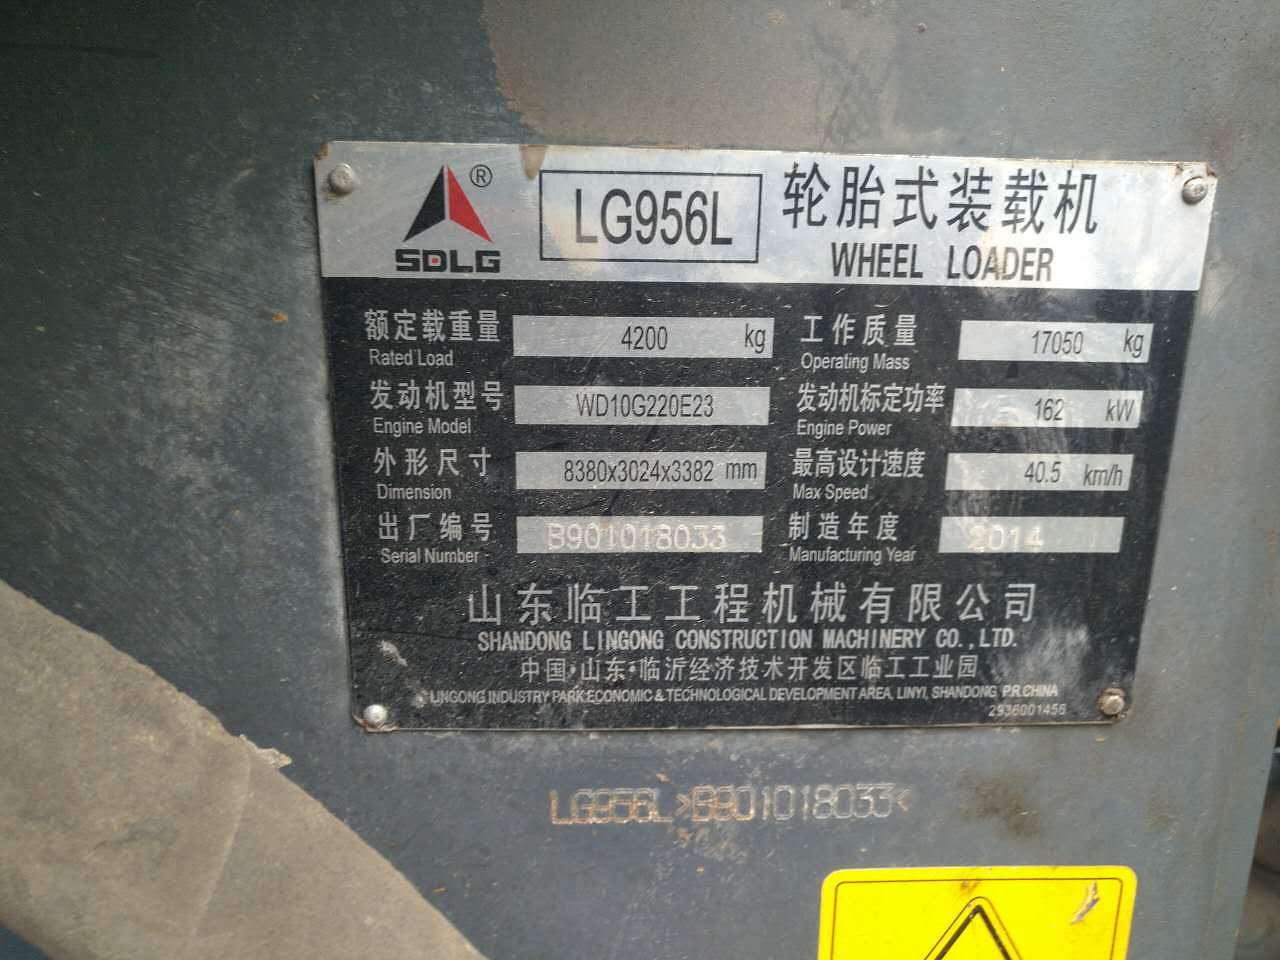 ®
SDLG
LG956L
轮胎式装载机
WHEEL LOADER
额定载重量 4200 kg 工作质量 17050 kg
Rated Load Operating Mass
发动机型号 WD10G220E23 发动机标定功率 162 kW
Engine Model Engine Power
外形尺寸 8380x3024x3382 mm 最高设计速度 40.5 km/h
Dimension Max Speed
出厂编号 B901018033 制造年度 2014
Serial Number Manufacturing Year
山东临工工程机械有限公司
SHANDONG LINGONG CONSTRUCTION MACHINERY CO.,LTD.
中国·山东·临沂经济技术开发区临工工业园
LINGONG INDUSTRY PARK ECONOMIC & TECHNOLOGICAL DEVELOPMENT AREA, LINYI, SHANDONG P.R.CHINA
2936001456
LG956L>B901018033<